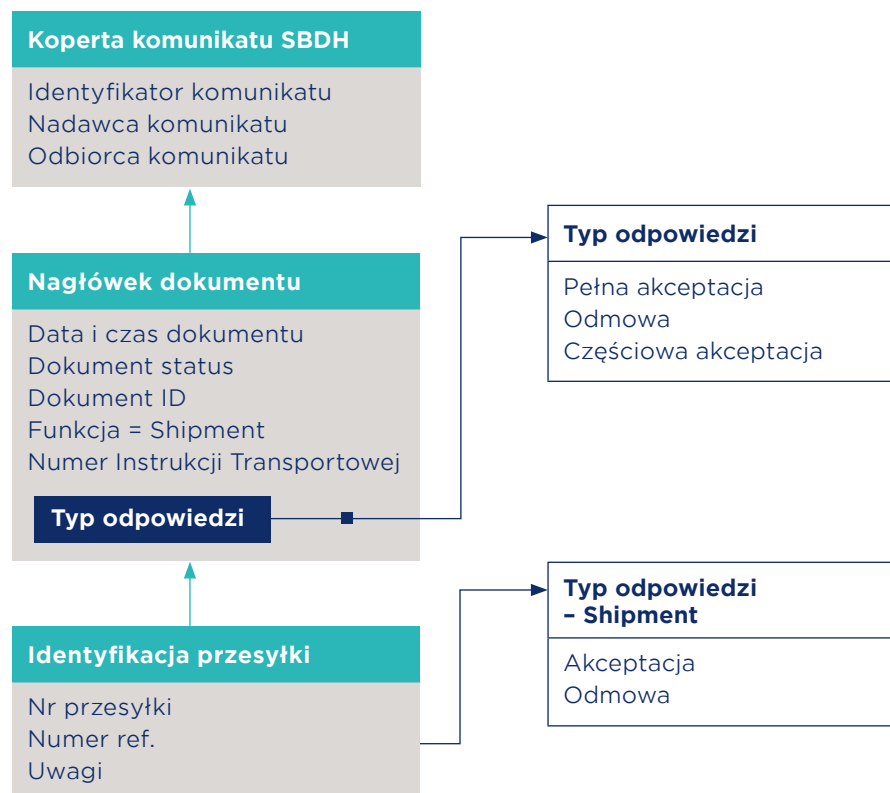 Koperta komunikatu SBDH
Identyfikator komunikatu
Nadawca komunikatu
Odbiorca komunikatu
Nagłówek dokumentu
Data i czas dokumentu
Dokument status
Dokument ID
Funkcja = Shipment
Numer Instrukcji Transportowej
Typ odpowiedzi
Typ odpowiedzi
Pełna akceptacja
Odmowa
Częściowa akceptacja
Identyfikacja przesyłki
Nr przesyłki
Numer ref.
Uwagi
Typ odpowiedzi
– Shipment
Akceptacja
Odmowa